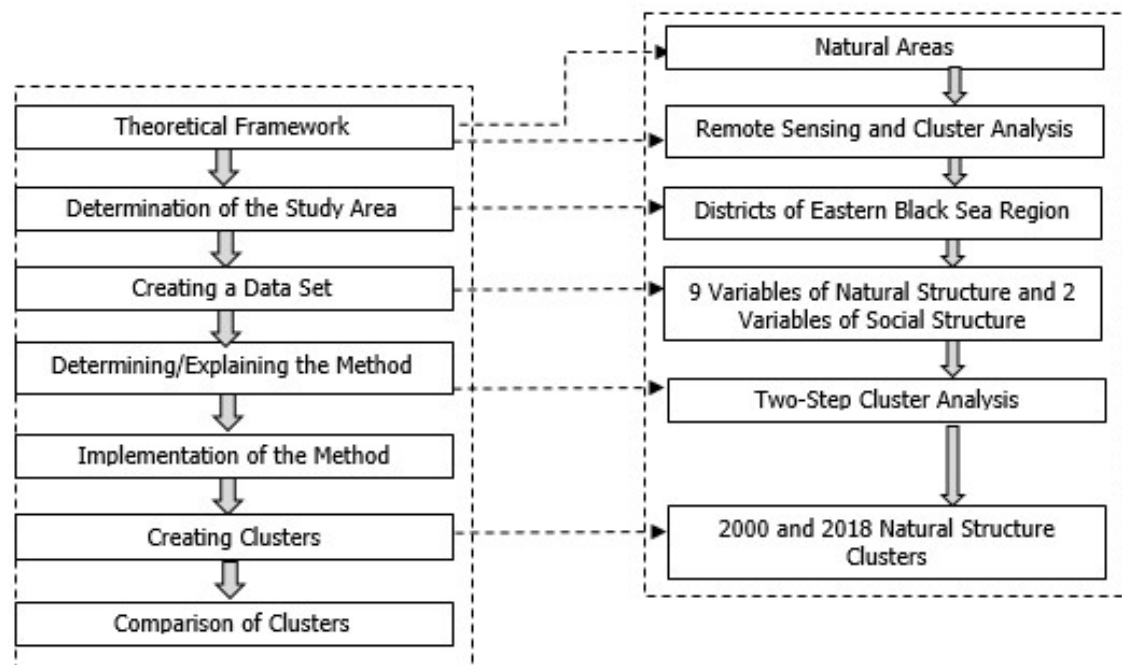 Theoretical Framework
Determination of the Study Area
Creating a Data Set
Determining/Explaining the Method
Implementation of the Method
Creating Clusters
Comparison of Clusters
Natural Areas
Remote Sensing and Cluster Analysis
Districts of Eastern Black Sea Region
9 Variables of Natural Structure and 2
Variables of Social Structure
Two-Step Cluster Analysis
2000 and 2018 Natural Structure
Clusters